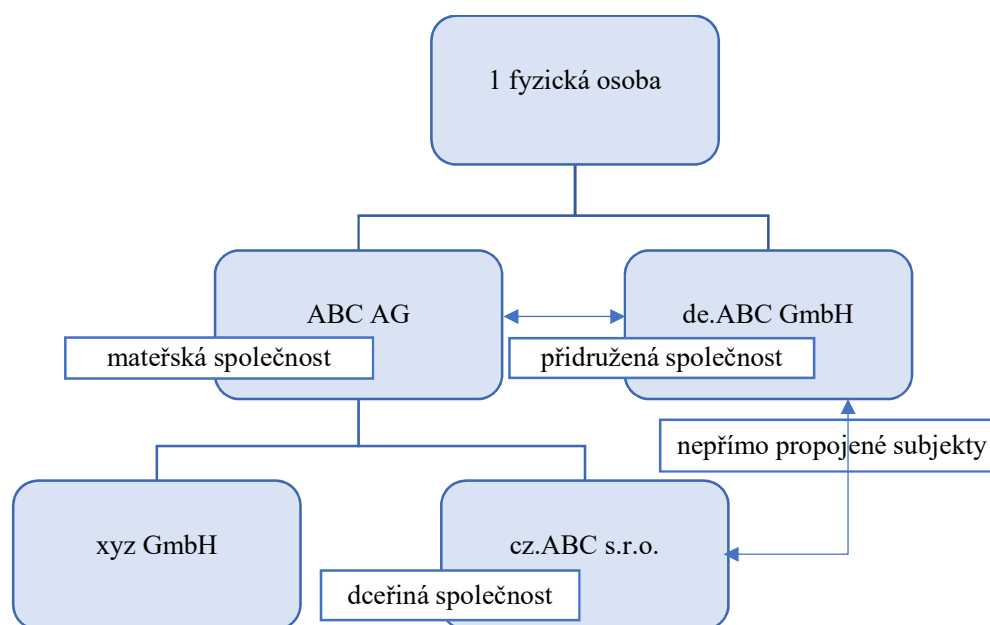 1 fyzická osoba
ABC AG
de.ABC GmbH
mateřská společnost
přidružená společnost
nepřímo propojené subjekty
xyz GmbH
cz.ABC s.r.o.
dceřiná společnost